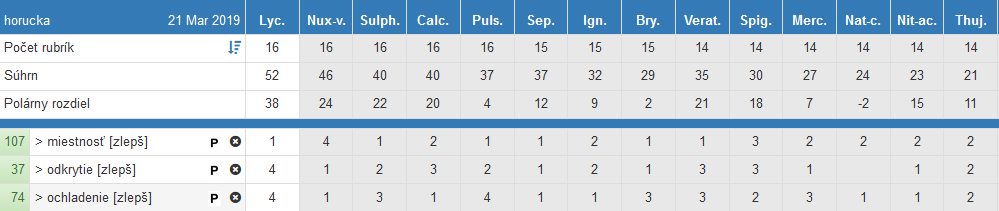 horucka 21 Mar 2019 Lyc. Nux-v. Sulph. Calc. Puls. Sep. Ign. Bry. Verat. Spig. Merc. Nat-c. Nit-ac. Thuj.
Počet rubrík 16 16 16 16 16 15 15 15 14 14 14 14 14 14
Súhrn 52 46 40 40 37 37 32 29 35 30 27 24 23 21
Polárny rozdiel 38 24 22 20 4 12 9 2 21 18 7 -2 15 11
107 > miestnosť [zlepš] P 1 4 1 2 1 1 2 1 1 3 2 2 2 2
37 > odkrytie [zlepš] P 4 1 2 3 2 1 2 1 3 3 1 1 2
74 > ochladenie [zlepš] P 4 1 3 1 4 1 1 3 3 2 3 1 1 2